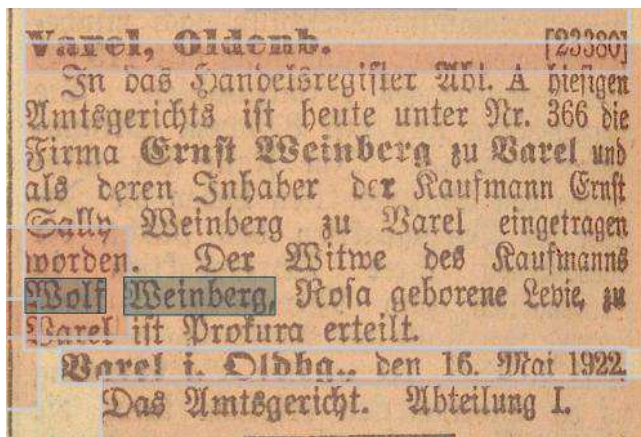 Varel, Oldenb. [23380]
In das Handelsregister Abt. A hiesigen
Amtsgerichts ist heute unter Nr. 366 die
Firma Ernst Weinberg zu Varel und
als deren Inhaber der Kaufmann Ernst
Sally Weinberg zu Varel eingetragen
worden. Der Witwe des Kaufmanns
Wolf Weinberg, Rosa geborene Levie, zu
Varel ist Prokura erteilt.
Varel i. Oldbg., den 16. Mai 1922.
Das Amtsgericht. Abteilung I.